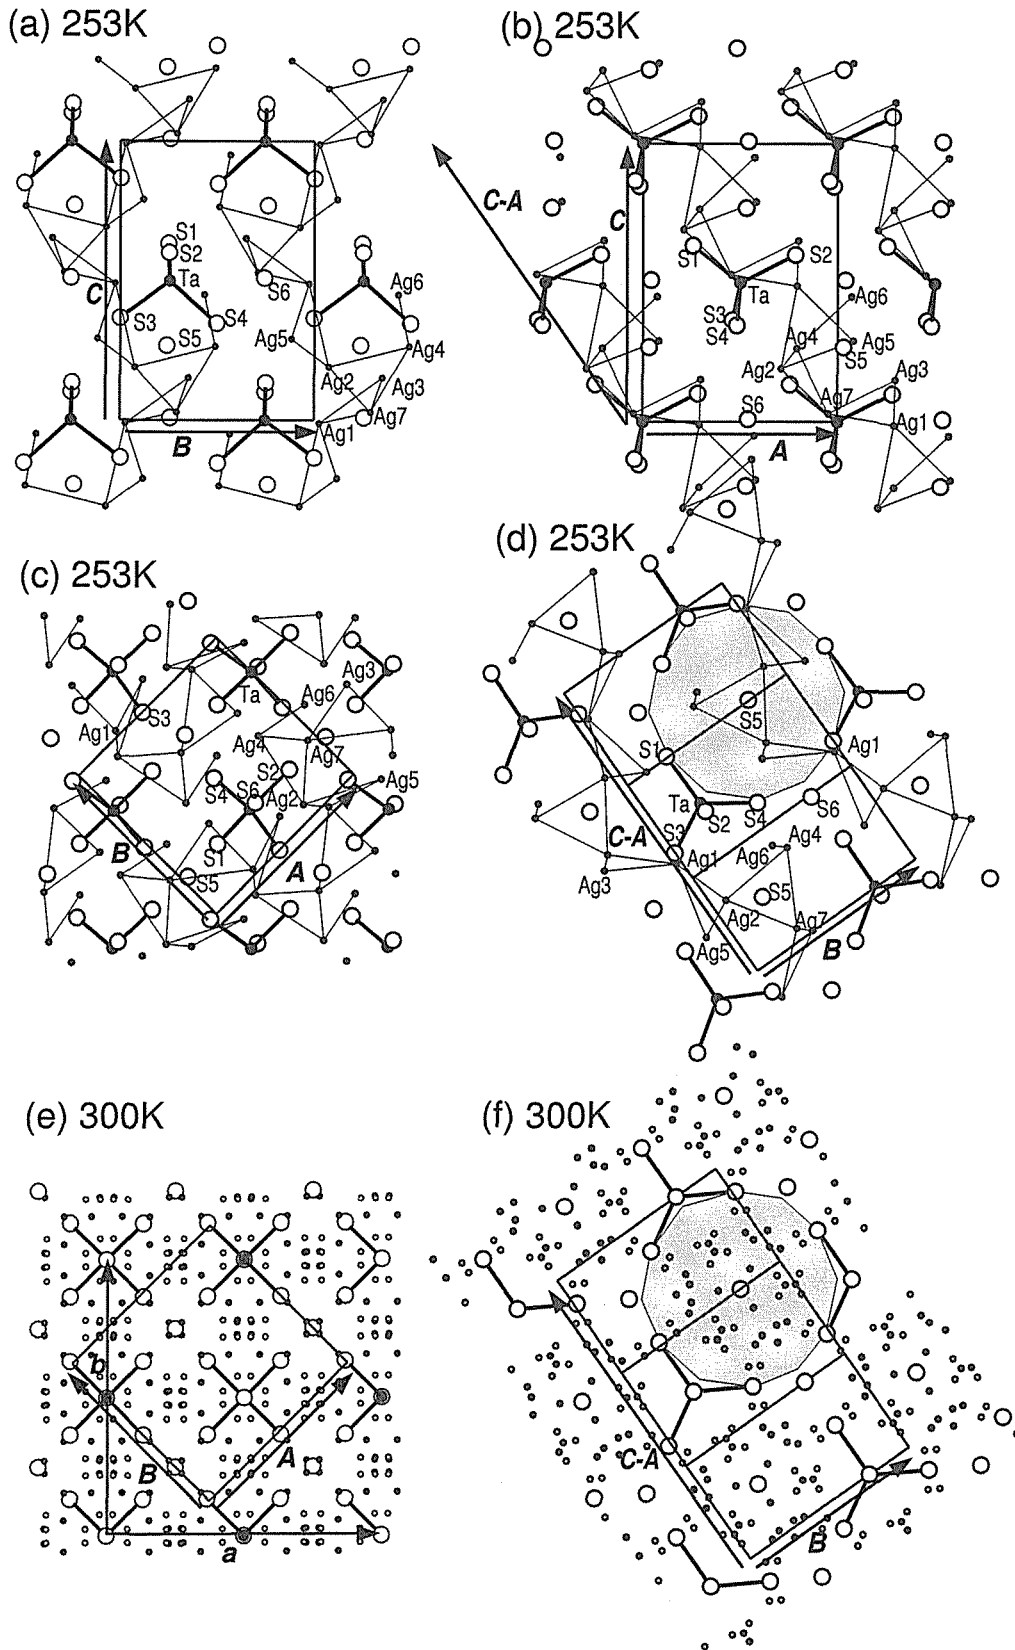 (a) 253K
S1
S2
Ta
C
S3
S4
S5
S6
Ag6
Ag5
Ag4
Ag2
Ag3
Ag7
Ag1
B
(b) 253K
C-A
C
S1
S2
Ta
S3
S4
Ag6
Ag4
Ag5
S5
Ag2
Ag3
Ag7
S6
Ag1
A
(c) 253K
Ta
Ag6
Ag3
S3
Ag1
Ag4
Ag7
S2
S4
S6
Ag2
Ag5
S1
B
A
S5
(d) 253K
S5
S1
Ag1
Ta
S2
S4
S6
C-A
S3
Ag1
Ag4
Ag6
Ag3
S5
Ag2
Ag7
Ag5
B
(e) 300K
b
B
A
a
(f) 300K
C-A
B